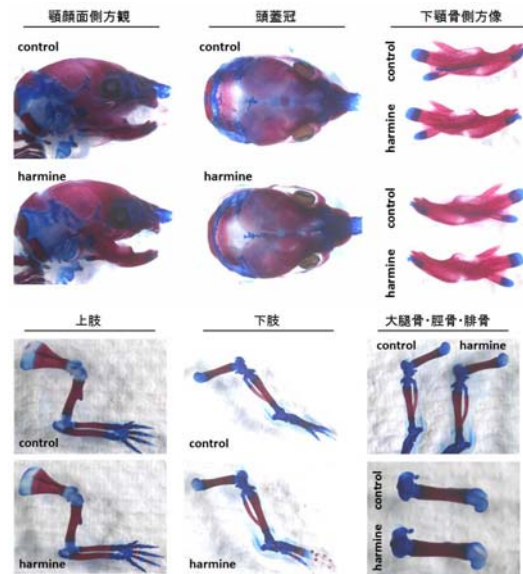 顎顔面側方観
頭蓋冠
下顎骨側方像
control
control
control
harmine
harmine
harmine
control
harmine
上肢
下肢
大腿骨・脛骨・腓骨
control
harmine
control
control
control
harmine
harmine
harmine